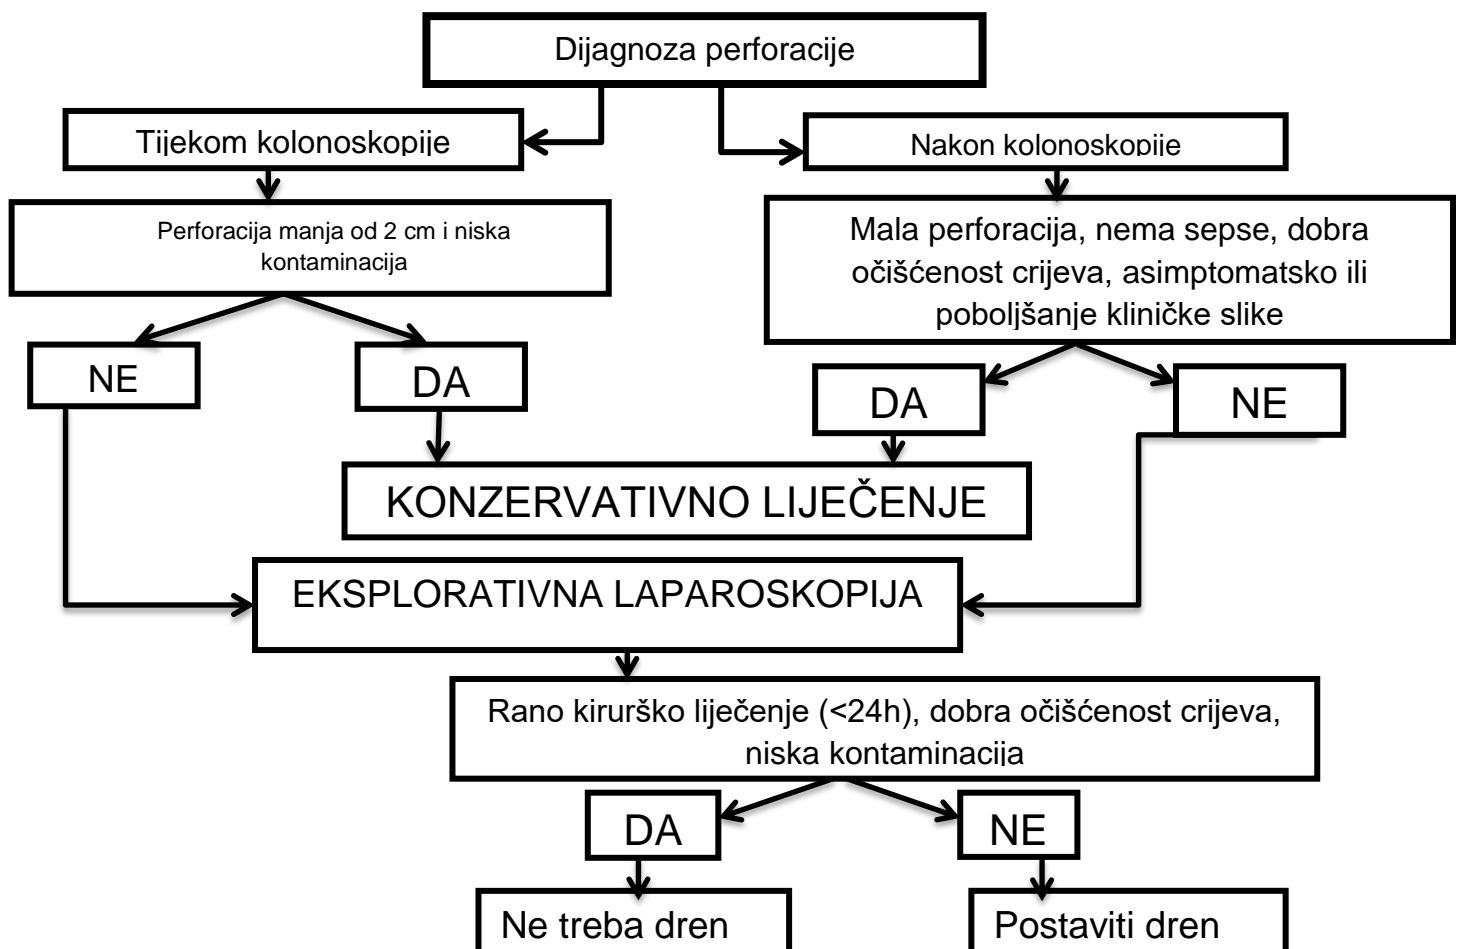 Dijagnoza perforacije
Tijekom kolonoskopije
Nakon kolonoskopije
Perforacija manja od 2 cm i niska
kontaminacija
Mala perforacija, nema sepse, dobra
očišćenost crijeva, asimptomatsko ili
poboljšanje kliničke slike
NE
DA
DA
NE
KONZERVATIVNO LIJEČENJE
EKSPLORATIVNA LAPAROSKOPIJA
Rano kirurško liječenje (<24h), dobra očišćenost crijeva,
niska kontaminacija
DA
NE
Ne treba dren
Postaviti dren